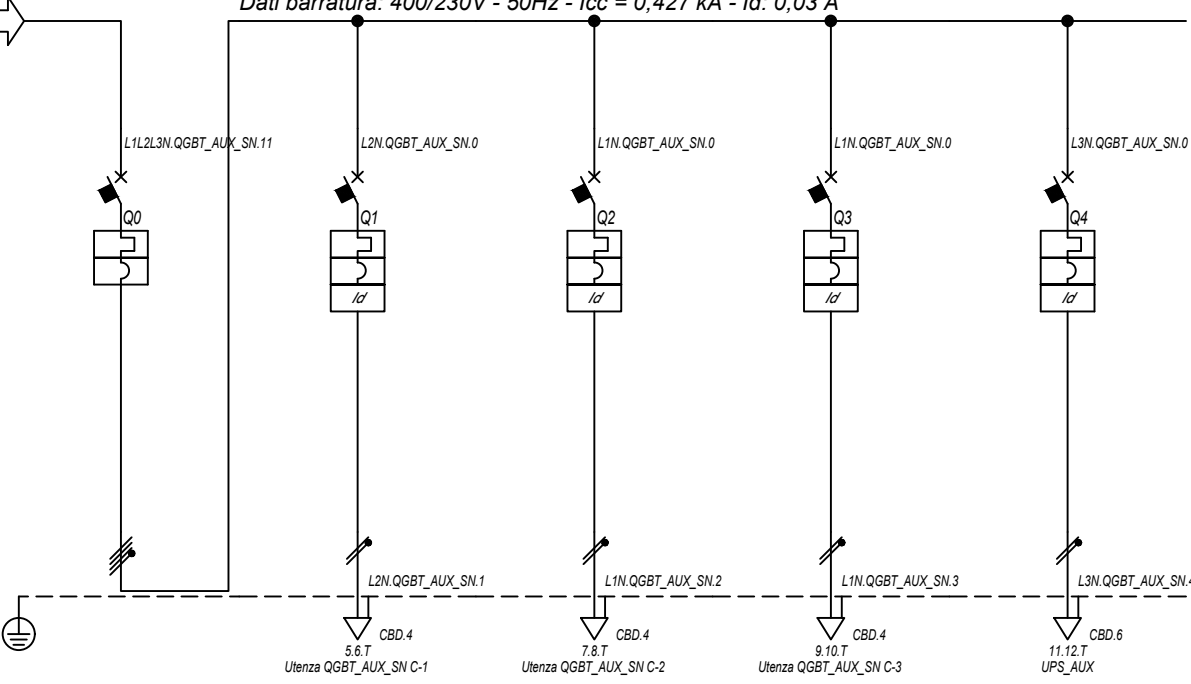 Dati barratura: 400/230V - 50Hz - Icc = 0,427 kA - Id: 0,03 A
L1L2L3N.QGBT_AUX_SN.11
L2N.QGBT_AUX_SN.0
L1N.QGBT_AUX_SN.0
L1N.QGBT_AUX_SN.0
L3N.QGBT_AUX_SN.0
Q0
Q1
Q2
Q3
Q4
Id
Id
Id
Id
L2N.QGBT_AUX_SN.1
L1N.QGBT_AUX_SN.2
L1N.QGBT_AUX_SN.3
L3N.QGBT_AUX_SN.4
CBD.4
CBD.4
CBD.4
CBD.6
5.6.T
Utenza QGBT_AUX_SN C-1
7.8.T
Utenza QGBT_AUX_SN C-2
9.10.T
Utenza QGBT_AUX_SN C-3
11.12.T
UPS_AUX